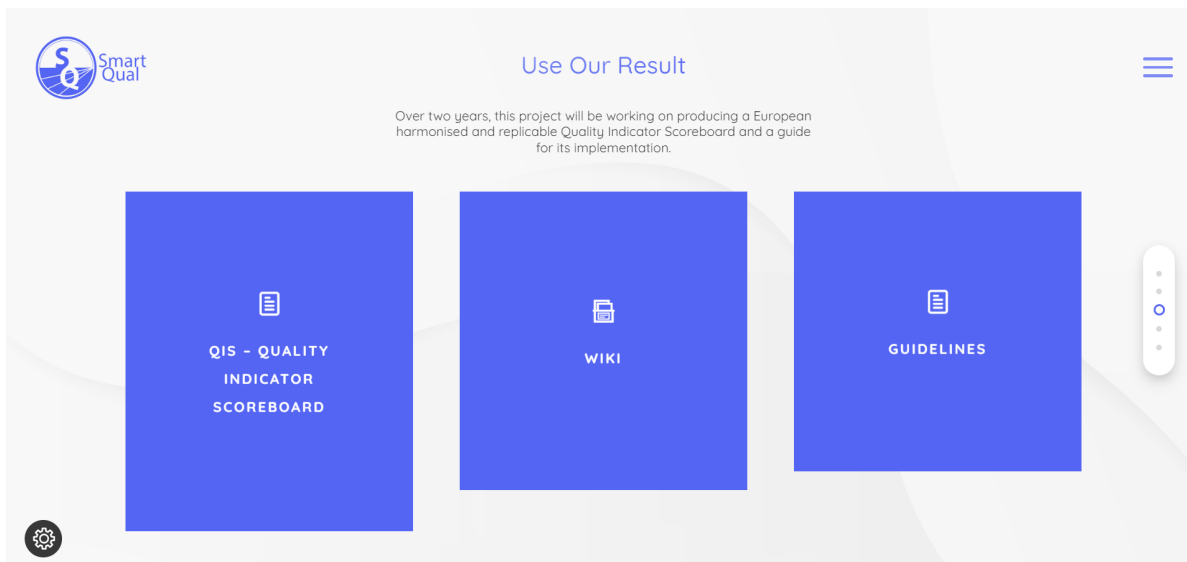 Smart
Qual
Use Our Result
Over two years, this project will be working on producing a European
harmonised and replicable Quality Indicator Scoreboard and a guide
for its implementation.
QIS – QUALITY
INDICATOR
SCOREBOARD
WIKI
GUIDELINES